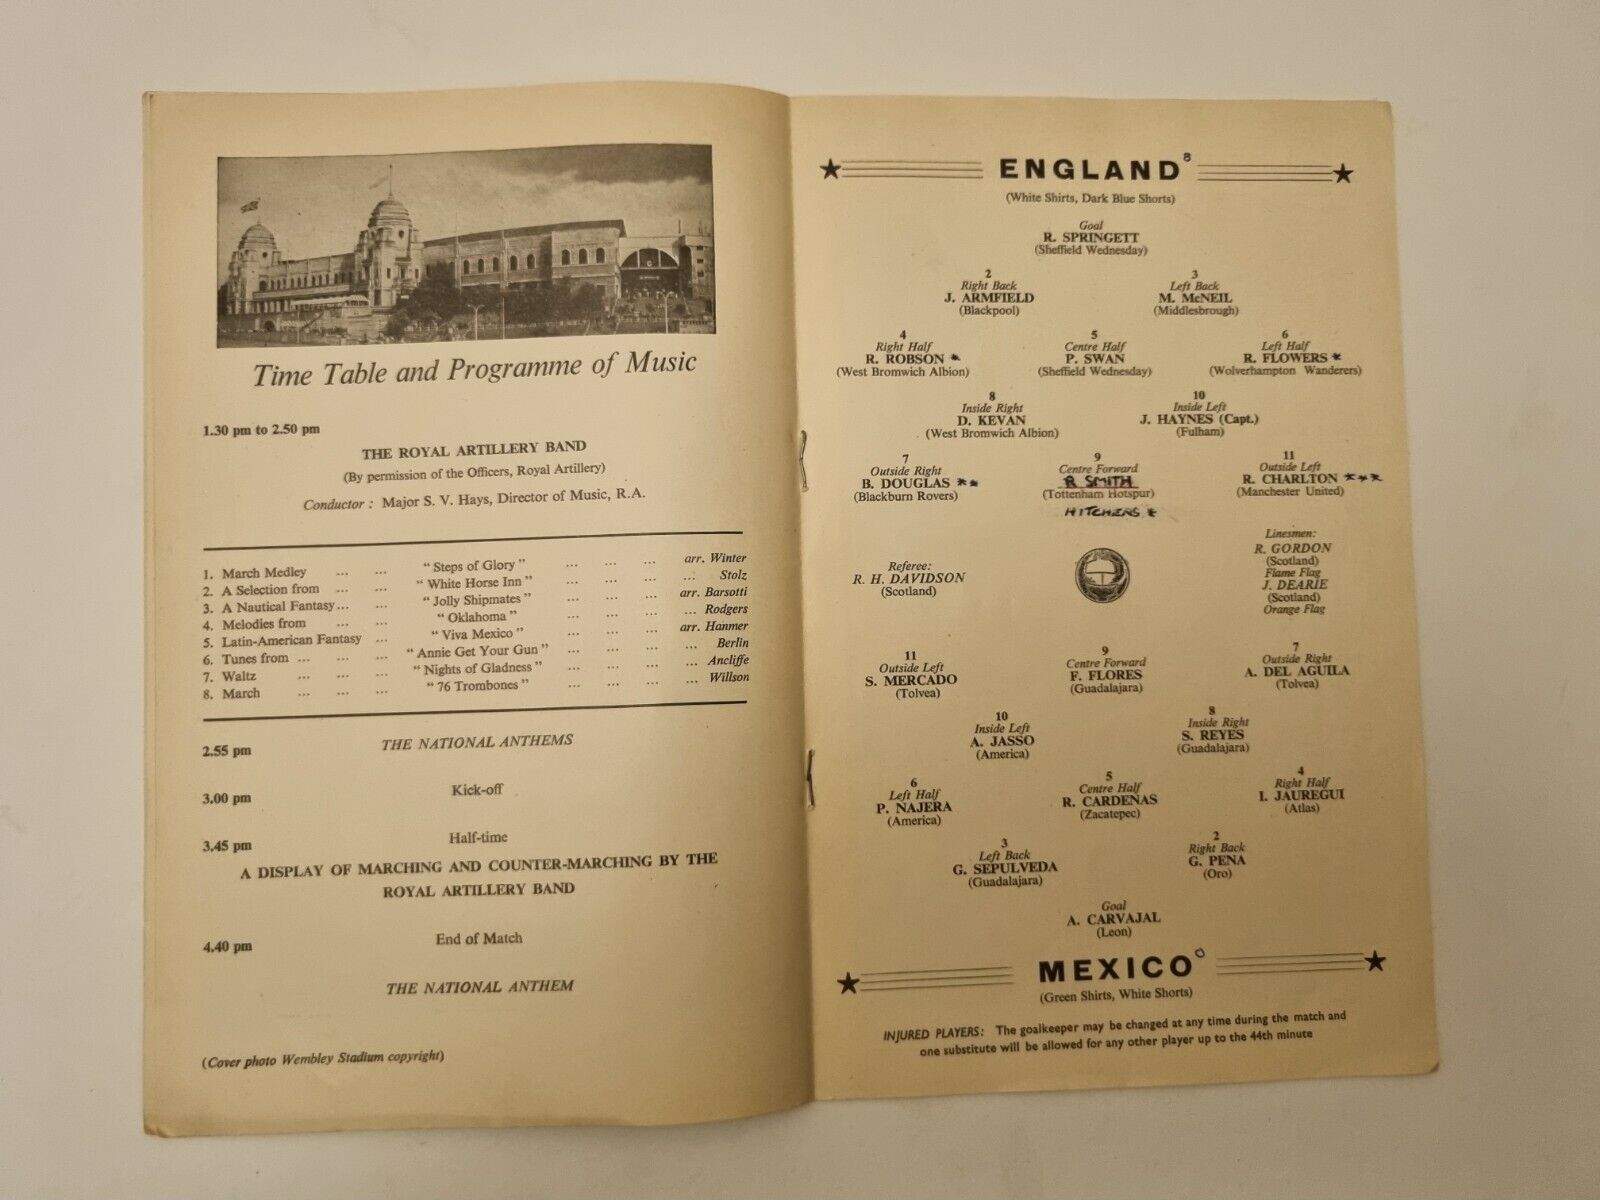 Time Table and Programme of Music
1.30 pm to 2.50 pm
THE ROYAL ARTILLERY BAND
(By permission of the Officers, Royal Artillery)
Conductor : Major S. V. Hays, Director of Music, R.A.
1. March Medley ... ... "Steps of Glory" ... ... ... arr. Winter
2. A Selection from ... ... "White Horse Inn" ... ... ... ... Stolz
3. A Nautical Fantasy... ... "Jolly Shipmates" ... ... ... arr. Barsotti
4. Melodies from ... ... "Oklahoma" ... ... ... ... Rodgers
5. Latin-American Fantasy ... "Viva Mexico" ... ... ... arr. Hanmer
6. Tunes from ... ... ... "Annie Get Your Gun" ... ... ... ... Berlin
7. Waltz ... ... ... "Nights of Gladness" ... ... ... ... Ancliffe
8. March ... ... ... "76 Trombones" ... ... ... ... Willson
2.55 pm THE NATIONAL ANTHEMS
3.00 pm Kick-off
3.45 pm Half-time
A DISPLAY OF MARCHING AND COUNTER-MARCHING BY THE
ROYAL ARTILLERY BAND
4.40 pm End of Match
THE NATIONAL ANTHEM
(Cover photo Wembley Stadium copyright)
ENGLAND 8
(White Shirts, Dark Blue Shorts)
Goal
R. SPRINGETT
(Sheffield Wednesday)
2 3
Right Back Left Back
J. ARMFIELD M. McNEIL
(Blackpool) (Middlesbrough)
4 5 6
Right Half Centre Half Left Half
R. ROBSON * P. SWAN R. FLOWERS *
(West Bromwich Albion) (Sheffield Wednesday) (Wolverhampton Wanderers)
8 10
Inside Right Inside Left
D. KEVAN J. HAYNES (Capt.)
(West Bromwich Albion) (Fulham)
7 9 11
Outside Right Centre Forward Outside Left
B. DOUGLAS ** R SMITH R. CHARLTON ***
(Blackburn Rovers) (Tottenham Hotspur) (Manchester United)
HITCHENS *
Referee:
R. H. DAVIDSON
(Scotland)
Linesmen:
R. GORDON
(Scotland)
Flame Flag
J. DEARIE
(Scotland)
Orange Flag
11 9 7
Outside Left Centre Forward Outside Right
S. MERCADO F. FLORES A. DEL AGUILA
(Tolvea) (Guadalajara) (Tolvea)
10 8
Inside Left Inside Right
A. JASSO S. REYES
(America) (Guadalajara)
6 5 4
Left Half Centre Half Right Half
P. NAJERA R. CARDENAS I. JAUREGUI
(America) (Zacatepec) (Atlas)
3 2
Left Back Right Back
G. SEPULVEDA G. PENA
(Guadalajara) (Oro)
Goal
A. CARVAJAL
(Leon)
MEXICO 0
(Green Shirts, White Shorts)
INJURED PLAYERS: The goalkeeper may be changed at any time during the match and
one substitute will be allowed for any other player up to the 44th minute